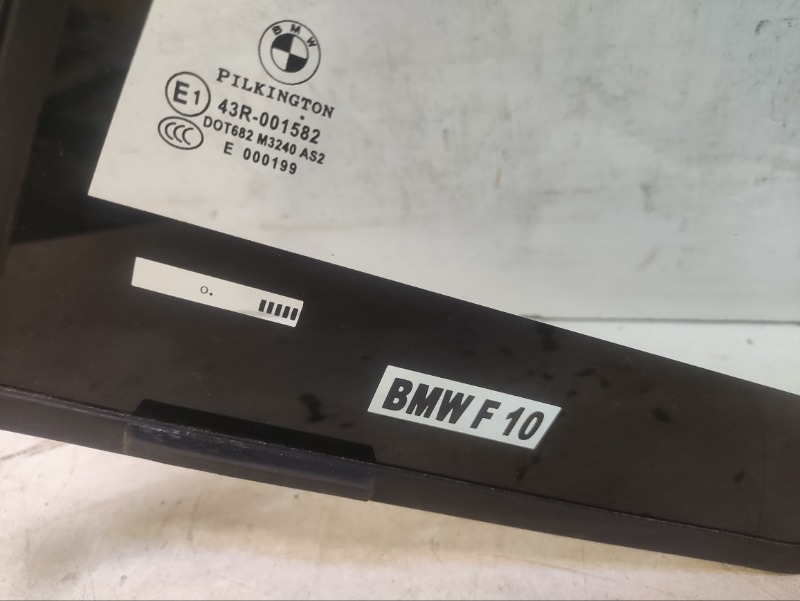 BMW
PILKINGTON
E1
43R-001582
CCC
DOT682 M3240 AS2
E 000199
o.
BMW F 10